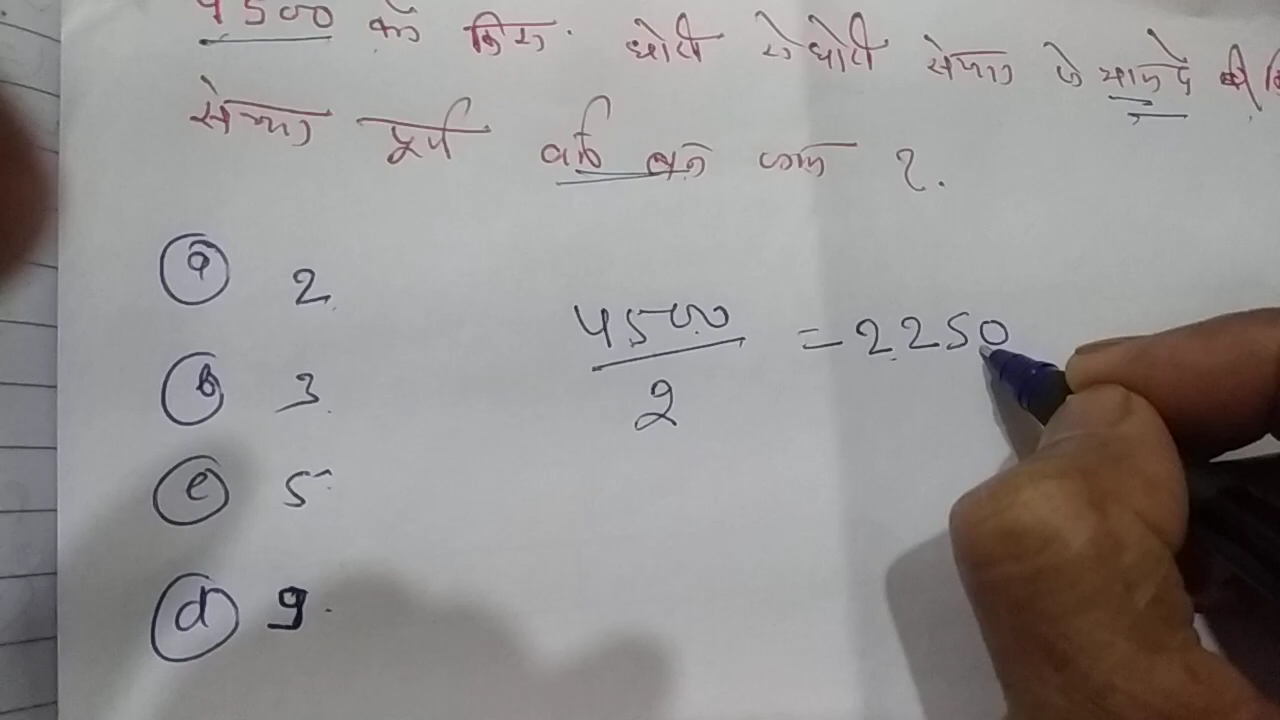 4500 को किस छोटी से छोटी संख्या से भाग दें की
संख्या पूर्ण वर्ग बन जाए ?.
a 2
4500 = 2250
2
b 3
c 5
d 9